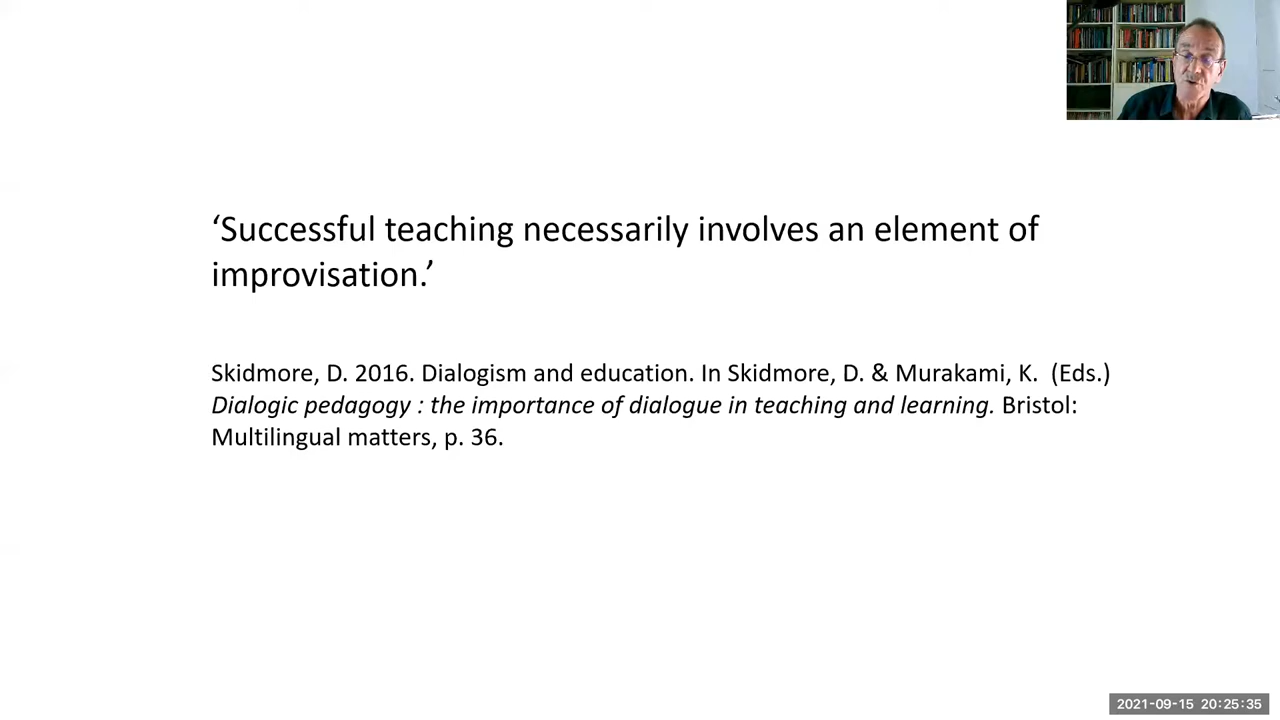 ‘Successful teaching necessarily involves an element of
improvisation.’
Skidmore, D. 2016. Dialogism and education. In Skidmore, D. & Murakami, K.  (Eds.)
Dialogic pedagogy : the importance of dialogue in teaching and learning. Bristol:
Multilingual matters, p. 36.
2021-09-15 20:25:35